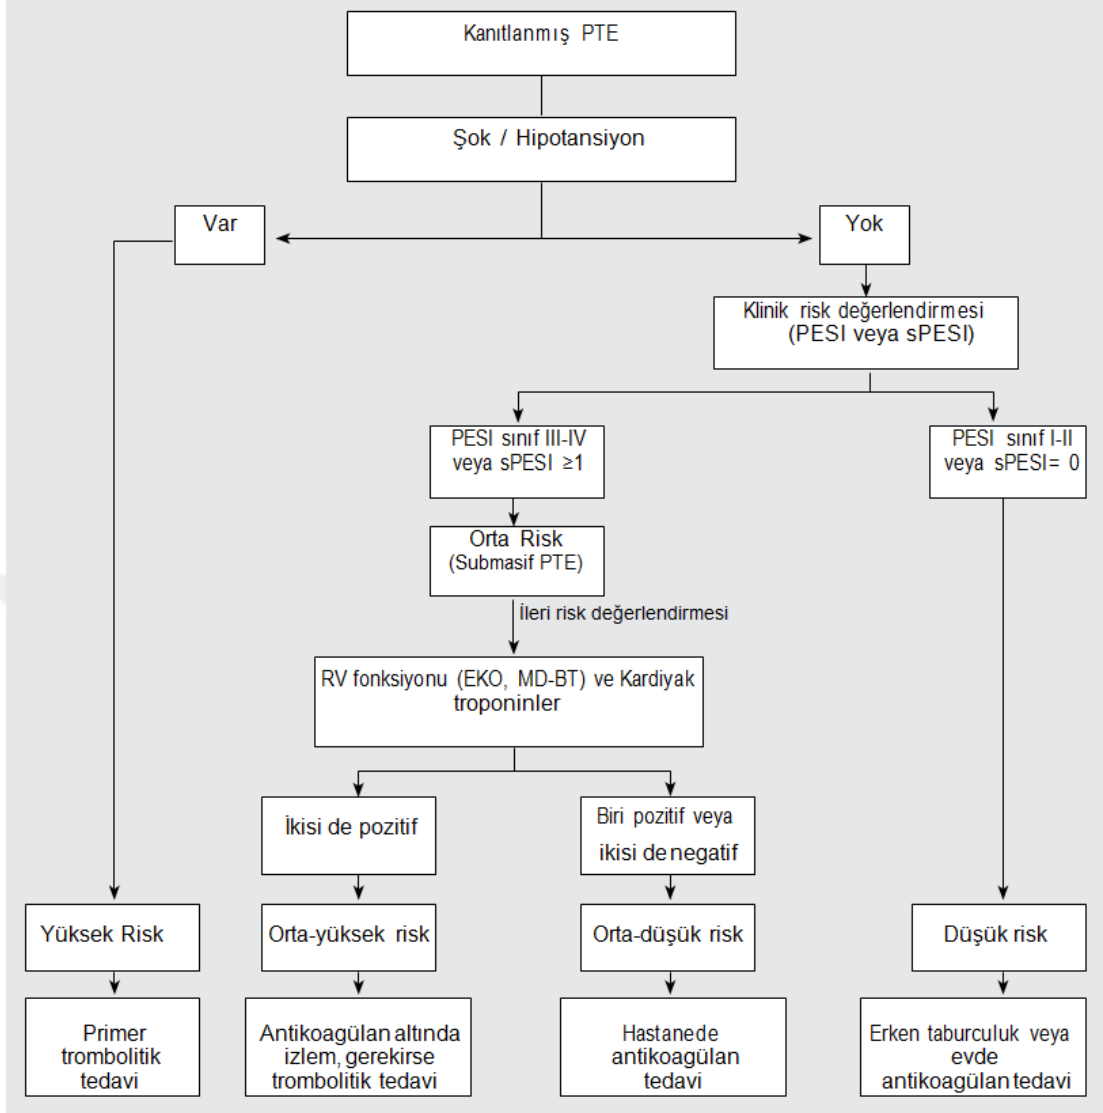 Kanıtlanmış PTE
Şok / Hipotansiyon
Var
Yok
Klinik risk değerlendirmesi
(PESI veya sPESI)
PESI sınıf III-IV
veya sPESI ≥1
PESI sınıf I-II
veya sPESI= 0
Orta Risk
(Submasif PTE)
İleri risk değerlendirmesi
RV fonksiyonu (EKO, MD-BT) ve Kardiyak
troponinler
İkisi de pozitif
Biri pozitif veya
ikisi de negatif
Yüksek Risk
Orta-yüksek risk
Orta-düşük risk
Düşük risk
Primer
trombolitik
tedavi
Antikoagülan altında
izlem, gerekirse
trombolitik tedavi
Hastanede
antikoagülan
tedavi
Erken taburculuk veya
evde
antikoagülan tedavi